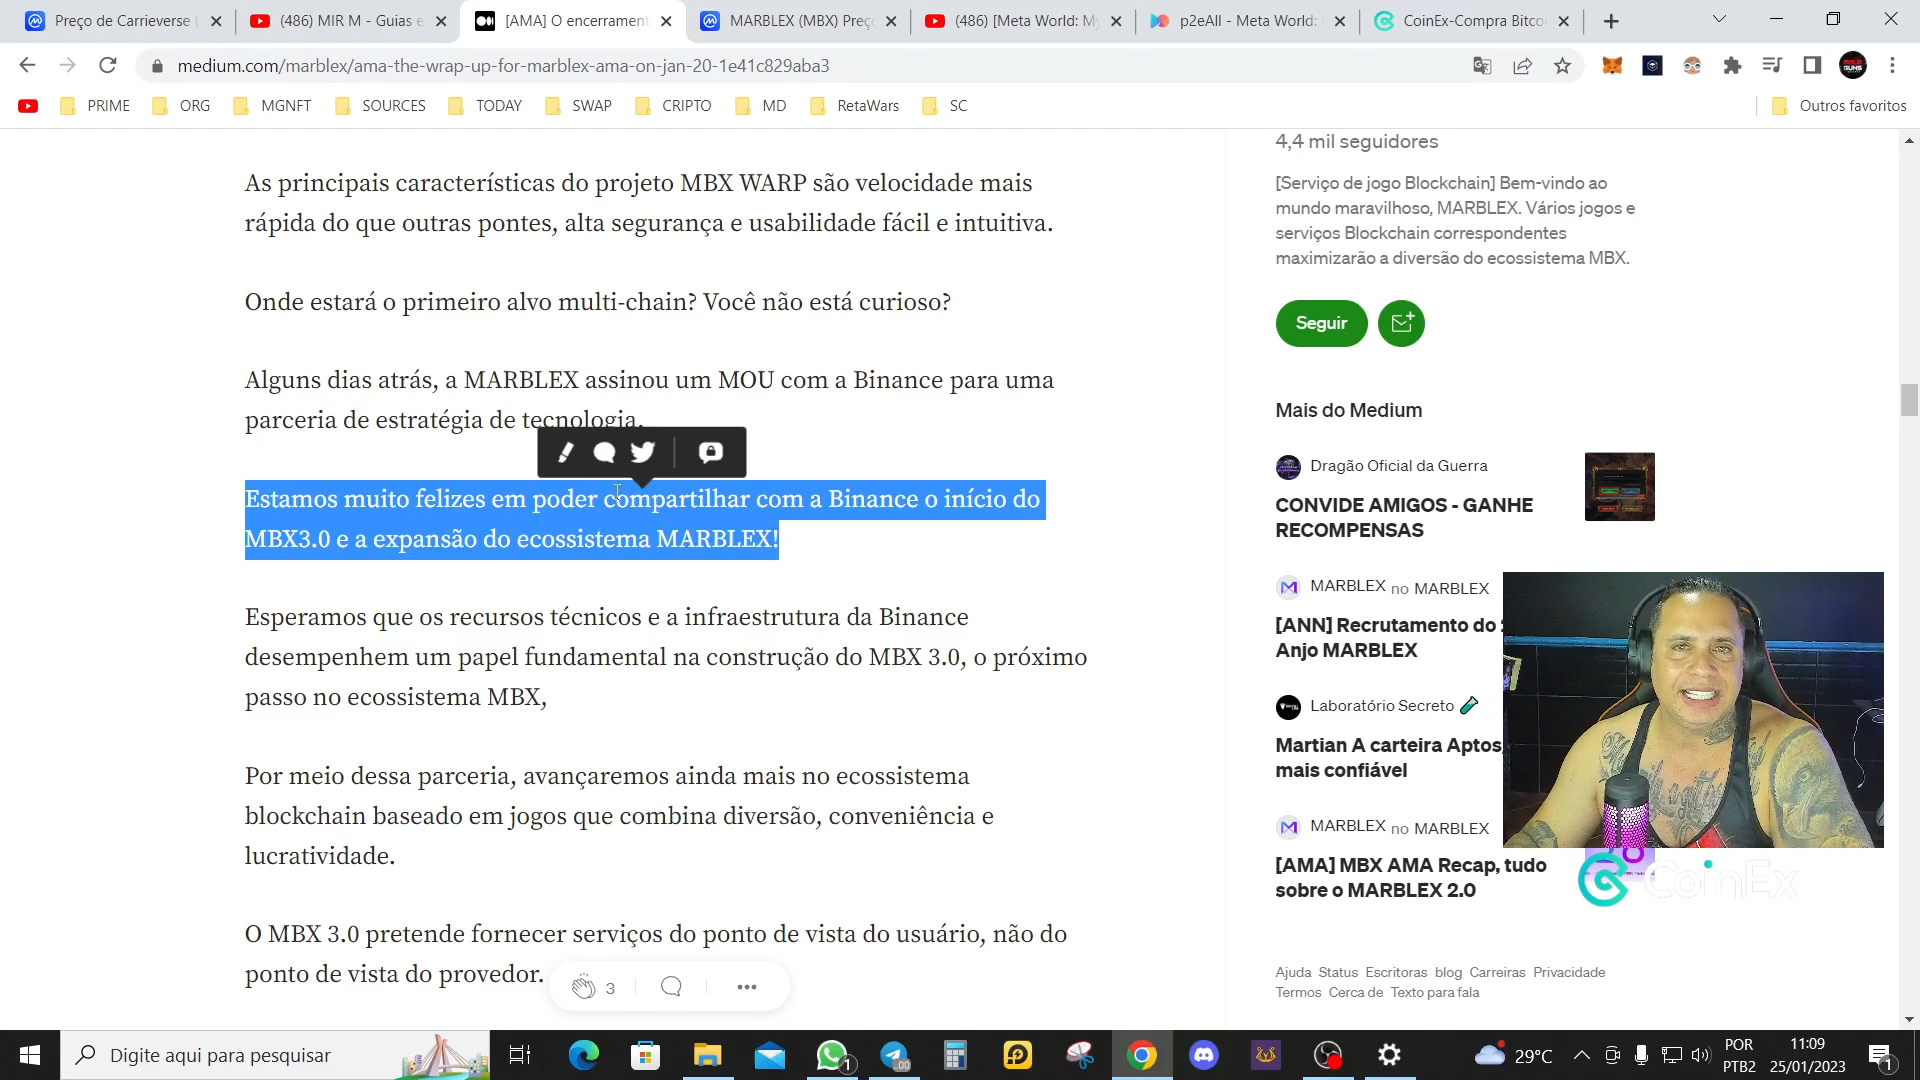 Preço de Carrieverse (
(486) MIR M - Guias e
[AMA] O encerrament
MARBLEX (MBX) Preç
(486) [Meta World: My
p2eAll - Meta World:
CoinEx-Compra Bitco
medium.com/marblex/ama-the-wrap-up-for-marblex-ama-on-jan-20-1e41c829aba3
PRIME
ORG
MGNFT
SOURCES
TODAY
SWAP
CRIPTO
MD
RetaWars
SC
Outros favoritos
As principais características do projeto MBX WARP são velocidade mais
rápida do que outras pontes, alta segurança e usabilidade fácil e intuitiva.
Onde estará o primeiro alvo multi-chain? Você não está curioso?
Alguns dias atrás, a MARBLEX assinou um MOU com a Binance para uma
parceria de estratégia de tecnologia.
Estamos muito felizes em poder compartilhar com a Binance o início do
MBX3.0 e a expansão do ecossistema MARBLEX!
Esperamos que os recursos técnicos e a infraestrutura da Binance
desempenhem um papel fundamental na construção do MBX 3.0, o próximo
passo no ecossistema MBX,
Por meio dessa parceria, avançaremos ainda mais no ecossistema
blockchain baseado em jogos que combina diversão, conveniência e
lucratividade.
O MBX 3.0 pretende fornecer serviços do ponto de vista do usuário, não do
ponto de vista do provedor.
3
4,4 mil seguidores
[Serviço de jogo Blockchain] Bem-vindo ao
mundo maravilhoso, MARBLEX. Vários jogos e
serviços Blockchain correspondentes
maximizarão a diversão do ecossistema MBX.
Seguir
Mais do Medium
Dragão Oficial da Guerra
CONVIDE AMIGOS - GANHE
RECOMPENSAS
MARBLEX no MARBLEX
[ANN] Recrutamento do
Anjo MARBLEX
Laboratório Secreto
Martian A carteira Aptos,
mais confiável
MARBLEX no MARBLEX
[AMA] MBX AMA Recap, tudo
sobre o MARBLEX 2.0
CoinEx
Ajuda Status Escritoras blog Carreiras Privacidade
Termos Cerca de Texto para fala
Digite aqui para pesquisar
1
.00
29°C
POR
PTB2
11:09
25/01/2023
1